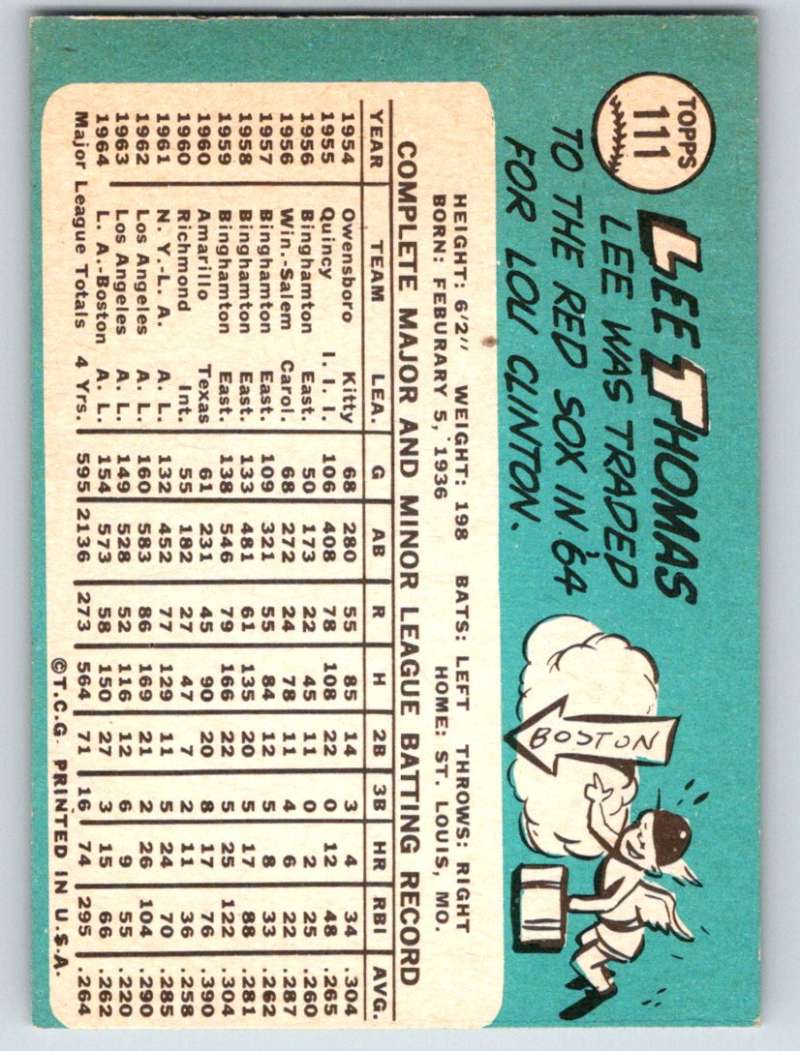 TOPPS
111
LEE THOMAS
LEE WAS TRADED
TO THE RED SOX IN '64
FOR LOU CLINTON.
BOSTON
HEIGHT: 6'2" WEIGHT: 198 BATS: LEFT THROWS: RIGHT
BORN: FEBURARY 5, 1936 HOME: ST. LOUIS, MO.
COMPLETE MAJOR AND MINOR LEAGUE BATTING RECORD
YEAR TEAM LEA. G AB R H 2B 3B HR RBI AVG.
1954 Owensboro Kitty 68 280 55 85 14 3 4 34 .304
1955 Quincy I. I. I. 106 408 78 108 22 0 12 48 .265
1956 Binghamton East. 50 173 22 45 11 0 2 25 .260
1956 Win.-Salem Carol. 68 272 24 78 11 4 6 22 .287
1957 Binghamton East. 109 321 55 84 12 5 8 33 .262
1958 Binghamton East. 133 481 61 135 20 5 17 88 .281
1959 Binghamton East. 138 546 79 166 22 5 25 122 .304
1960 Amarillo Texas 61 231 45 90 20 8 17 76 .390
1960 Richmond Int. 55 182 27 47 7 2 11 36 .258
1961 N. Y.-L. A. A. L. 132 452 77 129 11 5 24 70 .285
1962 Los Angeles A. L. 160 583 86 169 21 2 26 104 .290
1963 Los Angeles A. L. 149 528 52 116 12 6 9 55 .220
1964 L. A.-Boston A. L. 154 573 58 150 27 3 15 66 .262
Major League Totals 4 Yrs. 595 2136 273 564 71 16 74 295 .264
©T.C.G. PRINTED IN U.S.A.